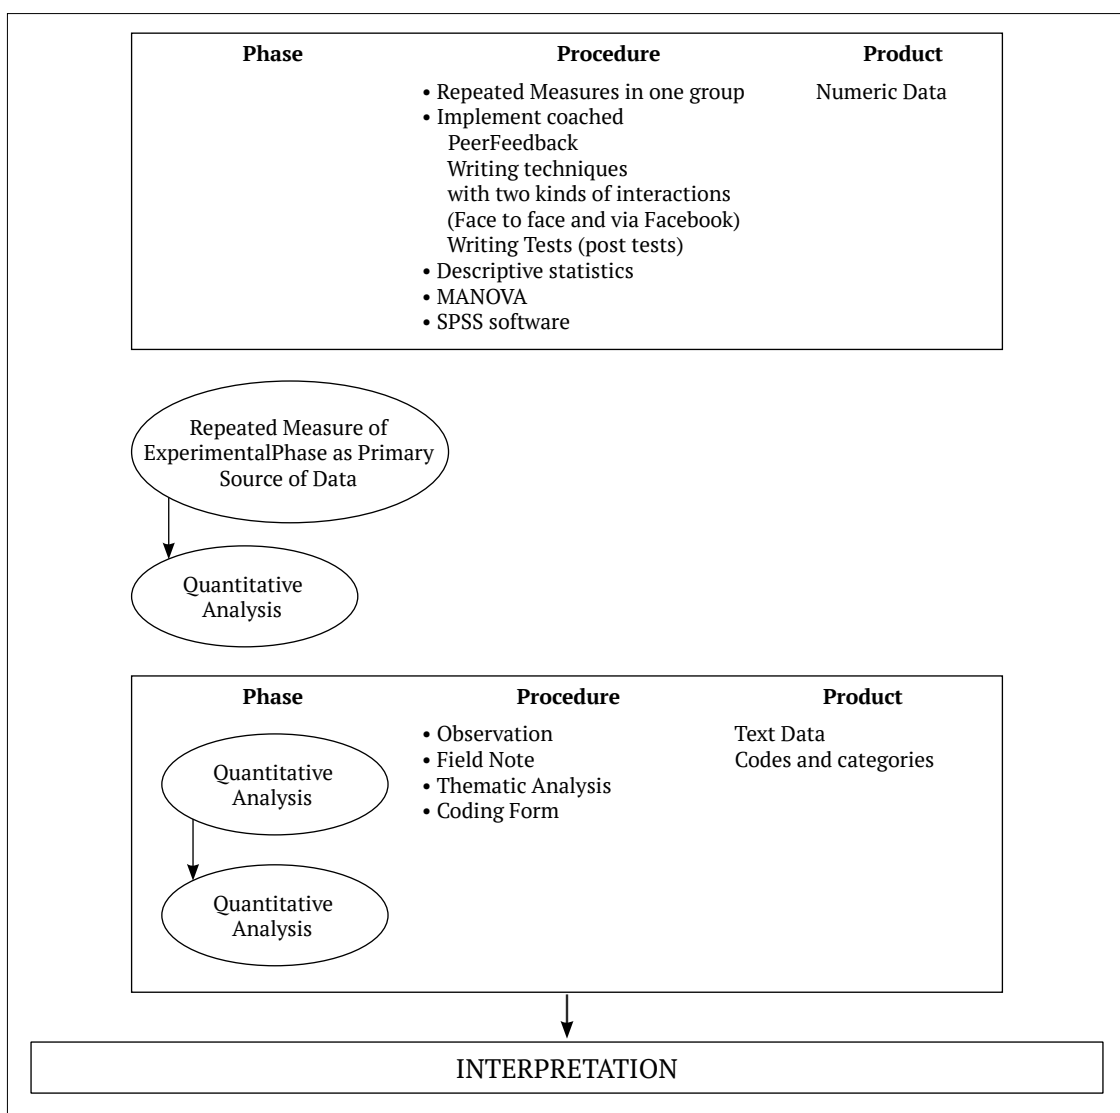 Phase Procedure Product
• Repeated Measures in one group Numeric Data
• Implement coached
PeerFeedback
Writing techniques
with two kinds of interactions
(Face to face and via Facebook)
Writing Tests (post tests)
• Descriptive statistics
• MANOVA
• SPSS software
Repeated Measure of
ExperimentalPhase as Primary
Source of Data
Quantitative
Analysis
Phase Procedure Product
• Observation Text Data
• Field Note Codes and categories
• Thematic Analysis
• Coding Form
Quantitative
Analysis
Quantitative
Analysis
INTERPRETATION